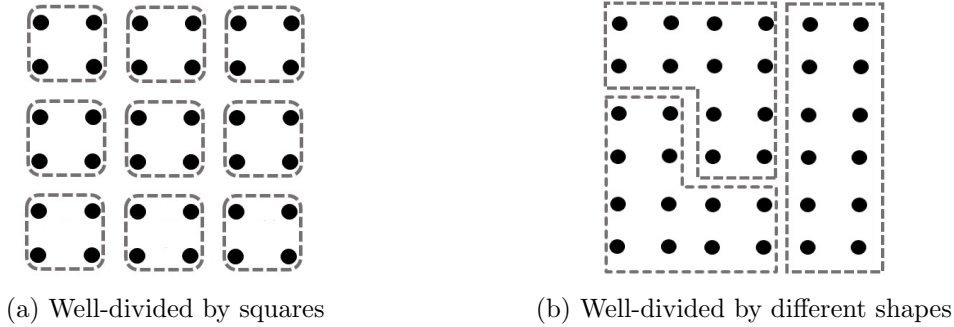 (a) Well-divided by squares
(b) Well-divided by different shapes